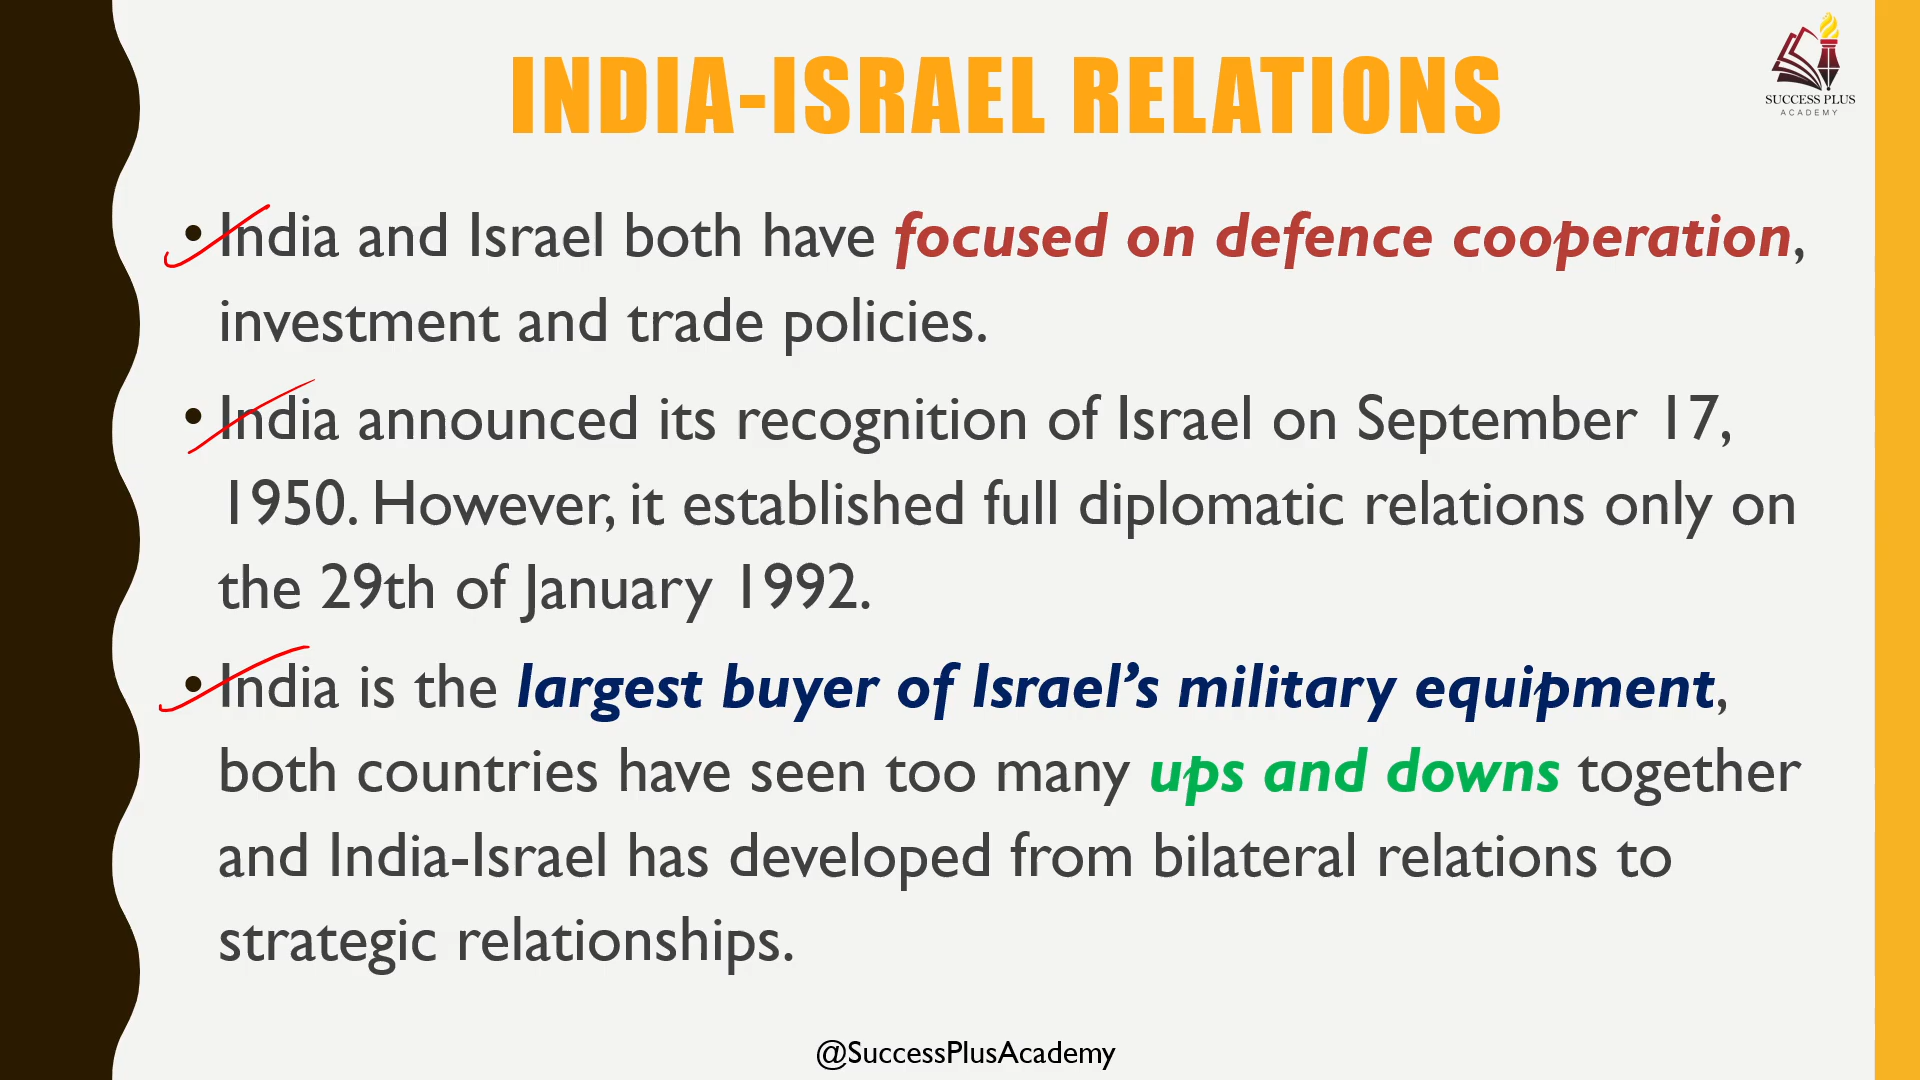 INDIA-ISRAEL RELATIONS
SUCCESS PLUS
ACADEMY
• India and Israel both have focused on defence cooperation,
investment and trade policies.
• India announced its recognition of Israel on September 17,
1950. However, it established full diplomatic relations only on
the 29th of January 1992.
• India is the largest buyer of Israel’s military equipment,
both countries have seen too many ups and downs together
and India-Israel has developed from bilateral relations to
strategic relationships.
@SuccessPlusAcademy